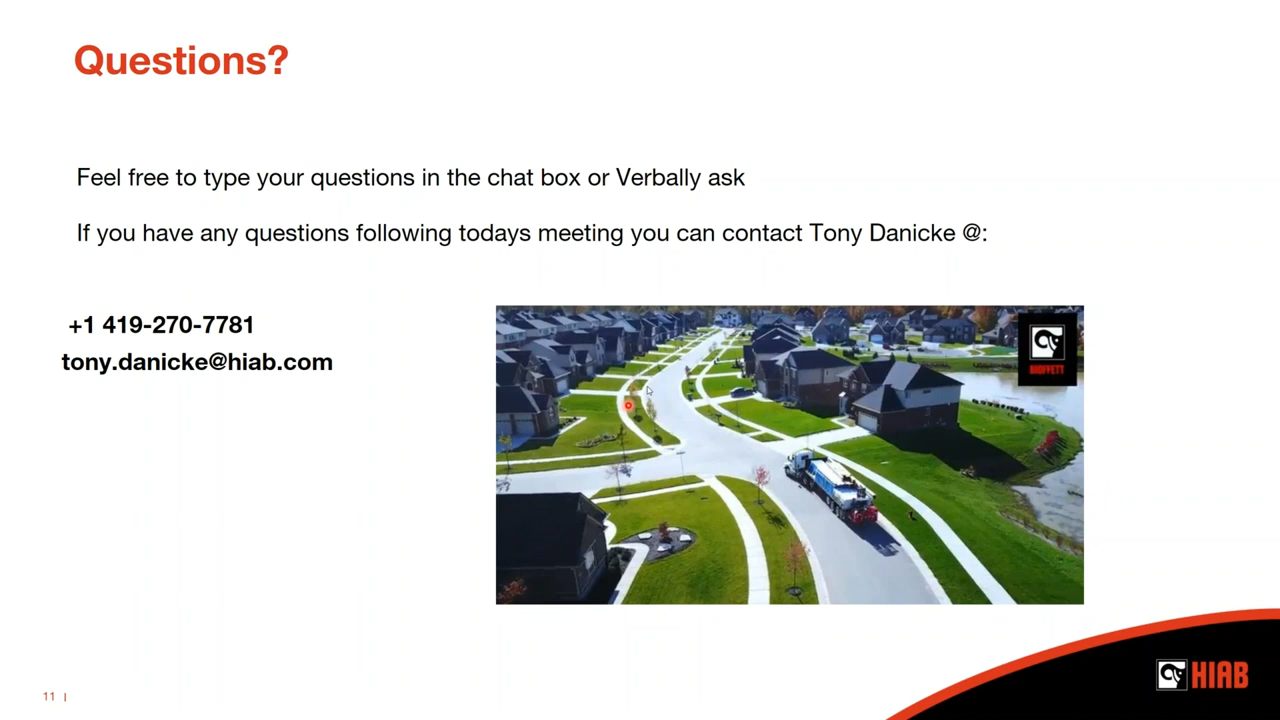 Questions?
Feel free to type your questions in the chat box or Verbally ask
If you have any questions following todays meeting you can contact Tony Danicke @:
+1 419-270-7781
tony.danicke@hiab.com
MOFFETT
11 |
HIAB